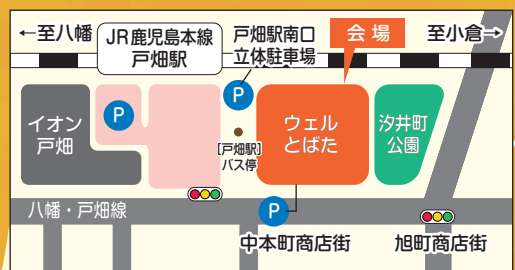 ←至八幡
JR鹿児島本線
戸畑駅
戸畑駅南口
立体駐車場
会場
至小倉→
P
P
イオン
戸畑
[戸畑駅]
バス停
ウェル
とばた
汐井町
公園
八幡・戸畑線
P
中本町商店街
旭町商店街